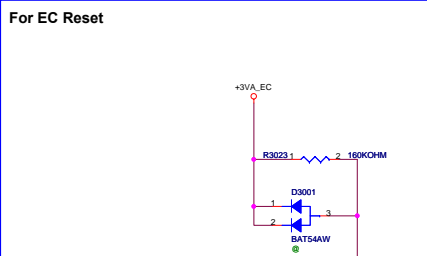 For EC Reset
+3VA_EC
R3023 1 2 160KOHM
D3001
1
3
2
BAT54AW
@